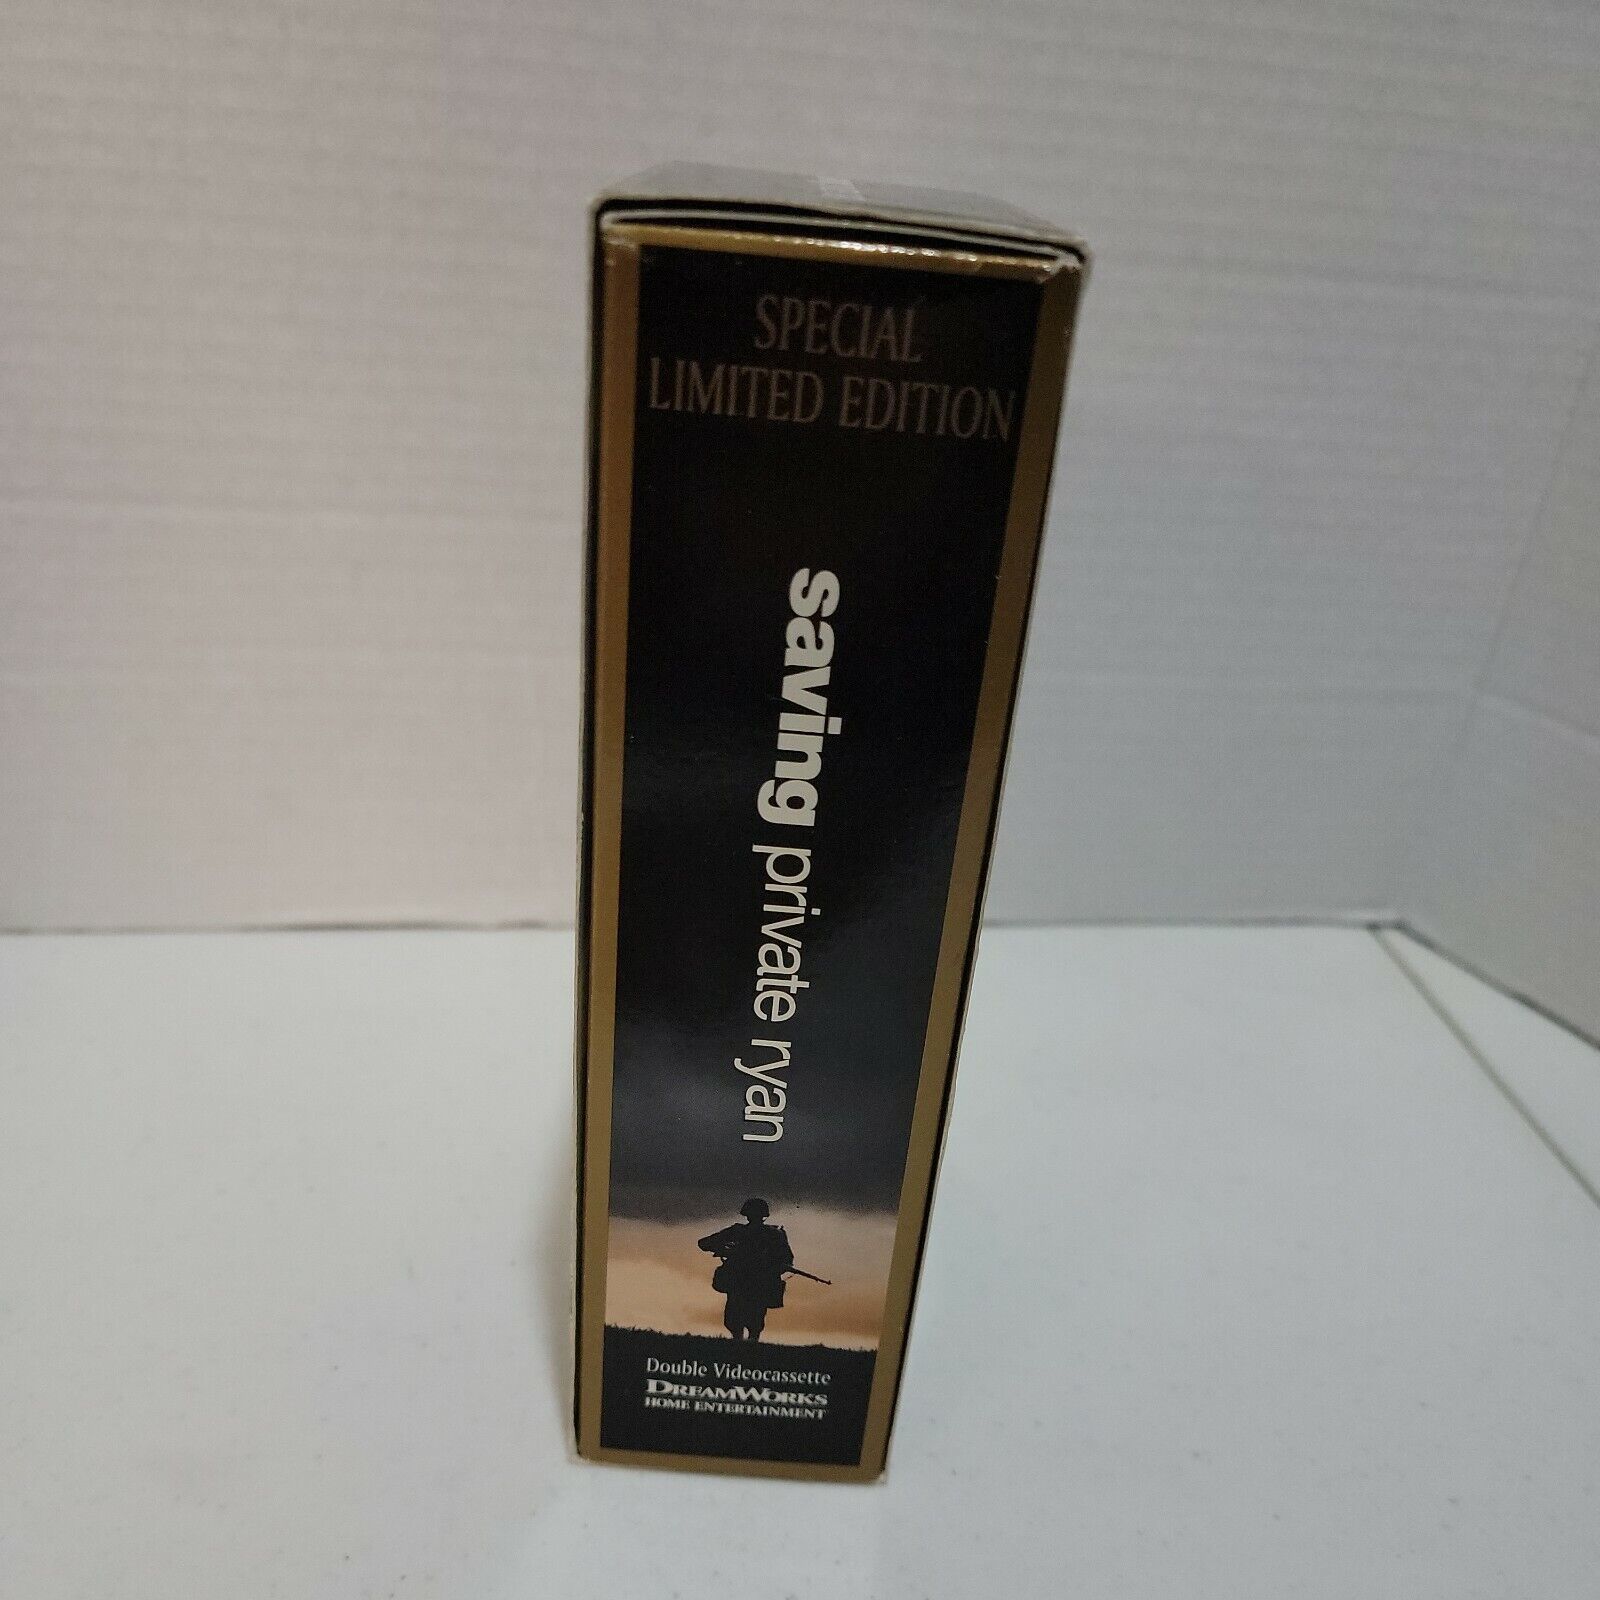 SPECIAL
LIMITED EDITION
saving private ryan
Double Videocassette
DREAMWORKS
HOME ENTERTAINMENT